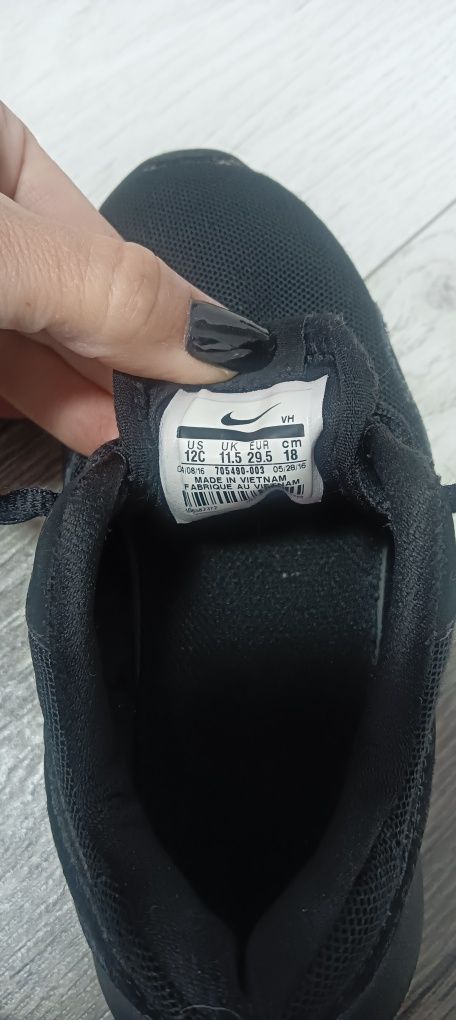 VH
US UK EUR cm
12C 11.5 29.5 18
04/08/16 705490-003 05/28/16
MADE IN VIETNAM
FABRIQUE AU VIETNAM